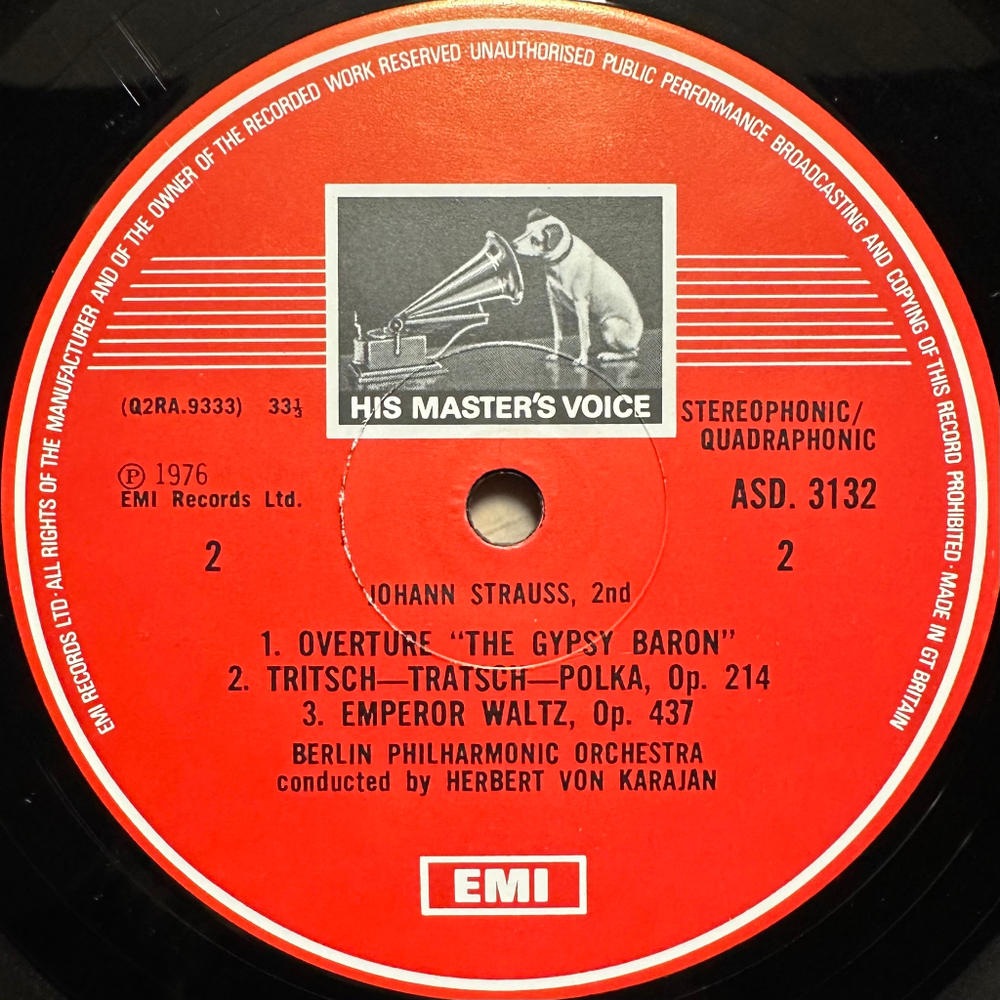 EMI RECORDS LTD · ALL RIGHTS OF THE MANUFACTURER AND OF THE OWNER OF THE RECORDED WORK RESERVED UNAUTHORISED PUBLIC PERFORMANCE BROADCASTING AND COPYING OF THIS RECORD PROHIBITED · MADE IN GT BRITAIN
HIS MASTER'S VOICE
(Q2RA.9333) 33⅓
STEREOPHONIC/
QUADRAPHONIC
Ⓟ 1976
EMI Records Ltd.
ASD. 3132
2 2
JOHANN STRAUSS, 2nd
1. OVERTURE “THE GYPSY BARON”
2. TRITSCH—TRATSCH—POLKA, Op. 214
3. EMPEROR WALTZ, Op. 437
BERLIN PHILHARMONIC ORCHESTRA
conducted by HERBERT VON KARAJAN
EMI